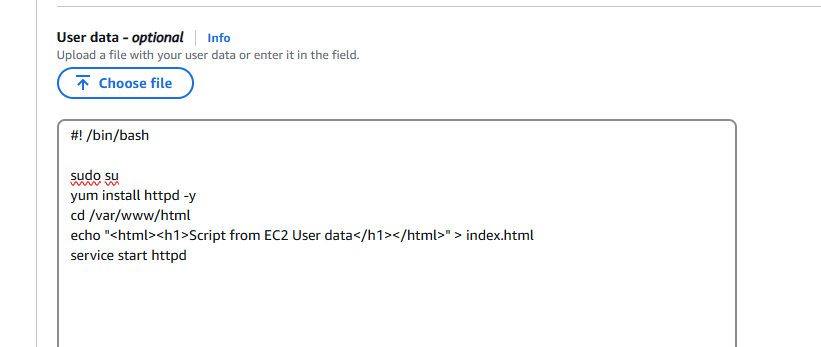 User data - optional Info
Upload a file with your user data or enter it in the field.
Choose file
#! /bin/bash
sudo su
yum install httpd -y
cd /var/www/html
echo "<html><h1>Script from EC2 User data</h1></html>" > index.html
service start httpd